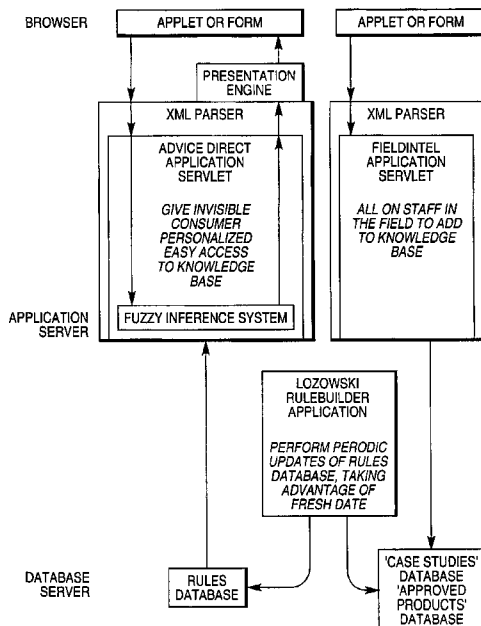 BROWSER
APPLET OR FORM
APPLET OR FORM
PRESENTATION
ENGINE
XML PARSER
XML PARSER
ADVICE DIRECT
APPLICATION
SERVLET
GIVE INVISIBLE
CONSUMER
PERSONALIZED
EASY ACCESS
TO KNOWLEDGE
BASE
FIELDINTEL
APPLICATION
SERVLET
ALL ON STAFF IN
THE FIELD TO ADD
TO KNOWLEDGE
BASE
APPLICATION
SERVER
FUZZY INFERENCE SYSTEM
LOZOWSKI
RULEBUILDER
APPLICATION
PERFORM PERODIC
UPDATES OF RULES
DATABASE, TAKING
ADVANTAGE OF
FRESH DATE
DATABASE
SERVER
RULES
DATABASE
'CASE STUDIES'
DATABASE
'APPROVED
PRODUCTS'
DATABASE